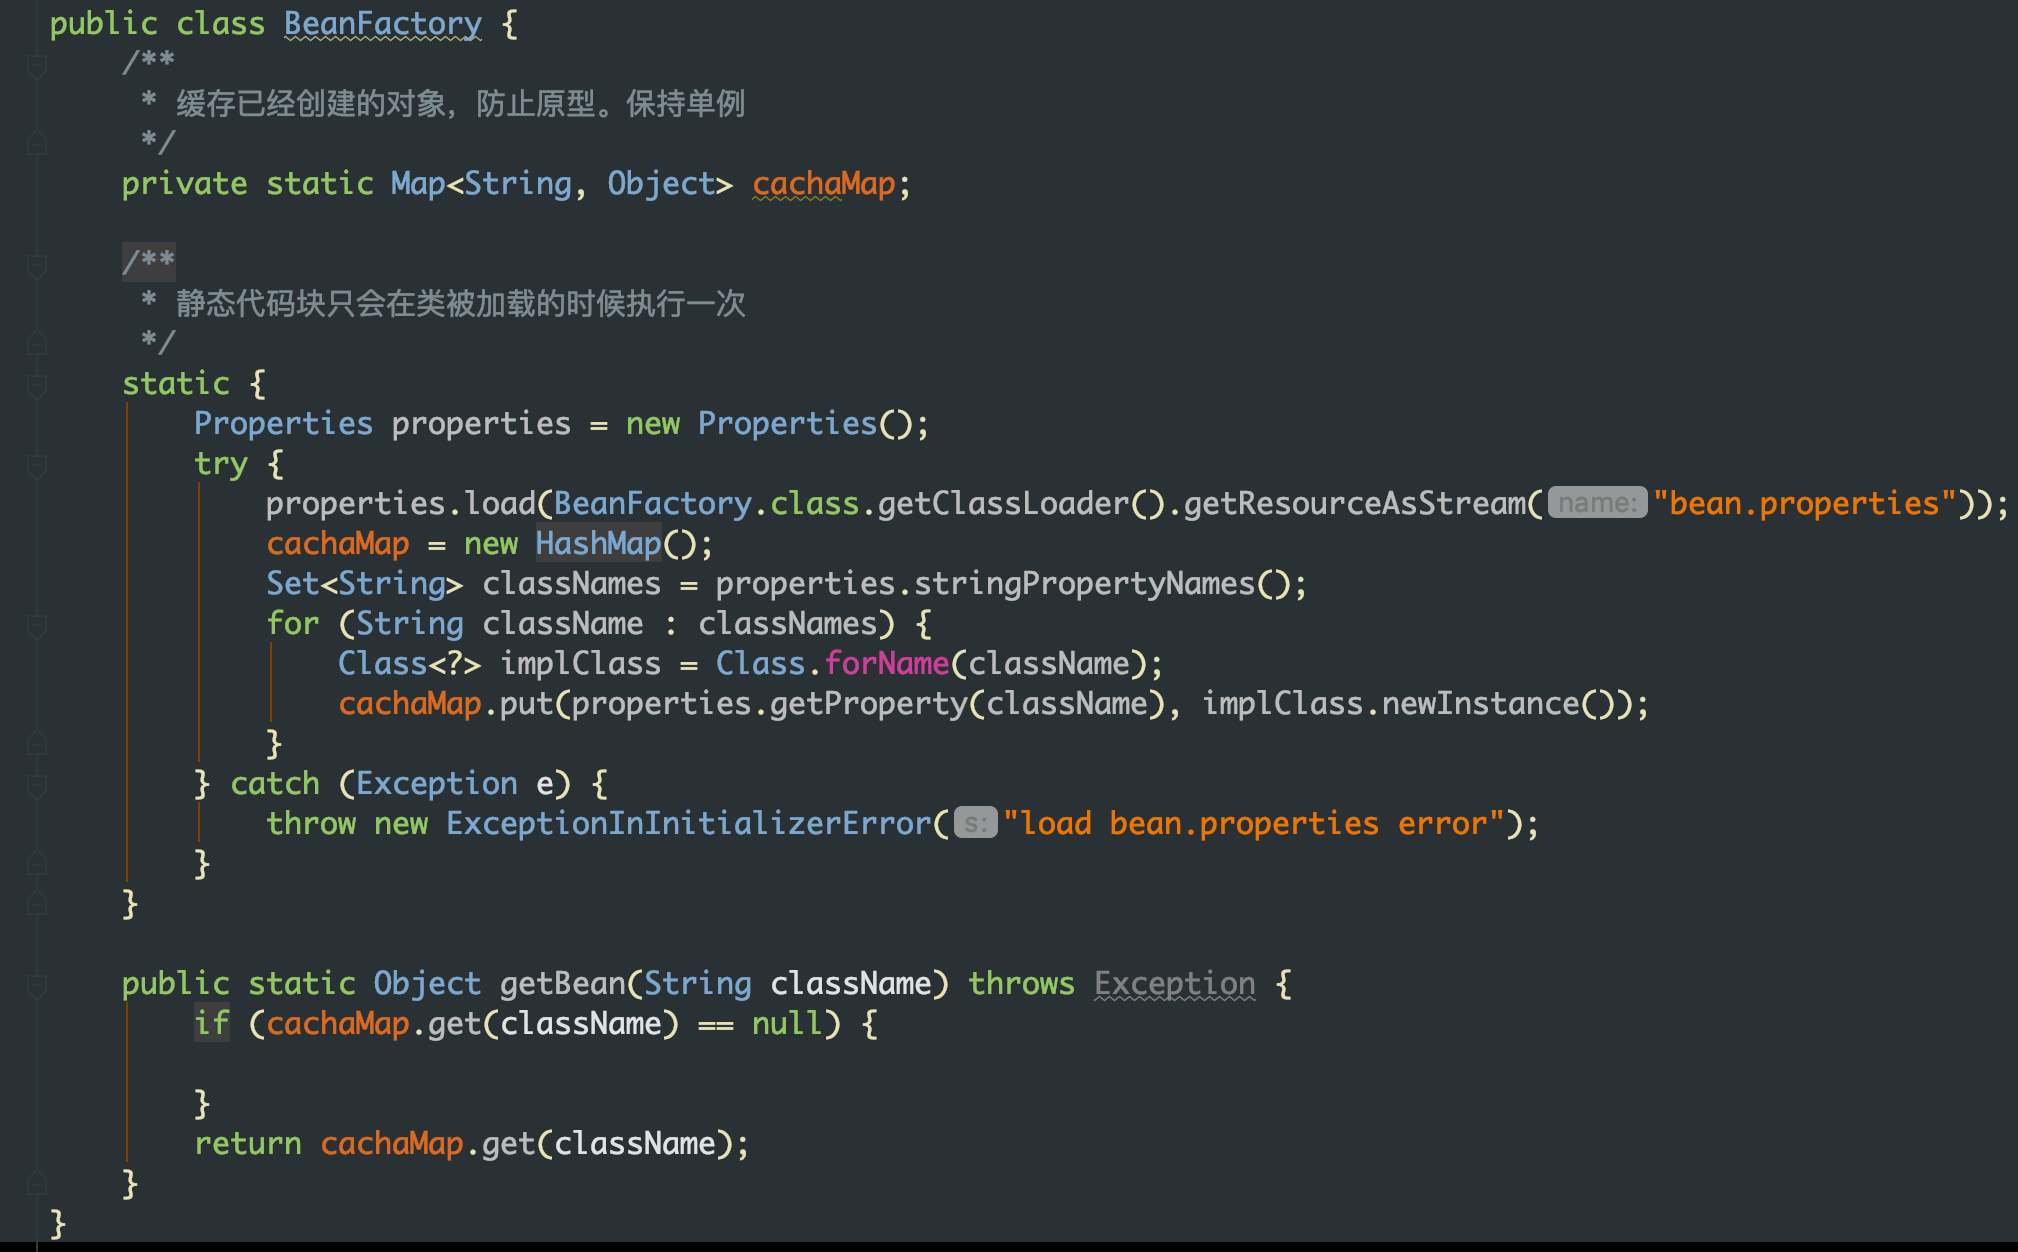 public class BeanFactory {
    /**
     * 缓存已经创建的对象，防止原型。保持单例
     */
    private static Map<String, Object> cachaMap;

    /**
     * 静态代码块只会在类被加载的时候执行一次
     */
    static {
        Properties properties = new Properties();
        try {
            properties.load(BeanFactory.class.getClassLoader().getResourceAsStream( name: "bean.properties"));
            cachaMap = new HashMap();
            Set<String> classNames = properties.stringPropertyNames();
            for (String className : classNames) {
                Class<?> implClass = Class.forName(className);
                cachaMap.put(properties.getProperty(className), implClass.newInstance());
            }
        } catch (Exception e) {
            throw new ExceptionInInitializerError( s: "load bean.properties error");
        }
    }

    public static Object getBean(String className) throws Exception {
        if (cachaMap.get(className) == null) {

        }
        return cachaMap.get(className);
    }
}